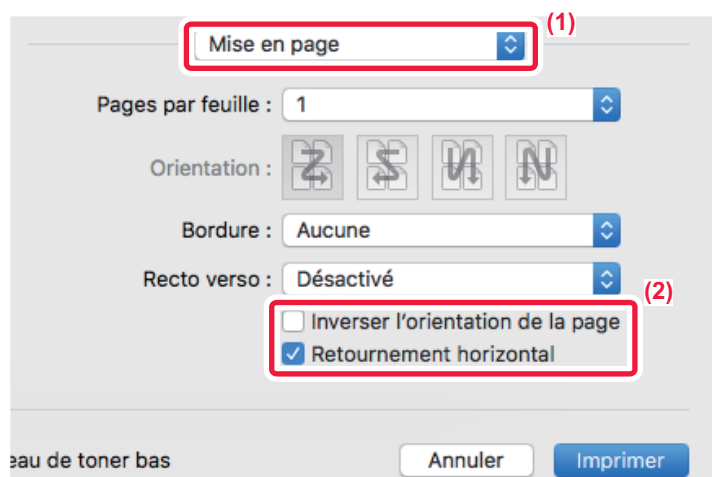 (1)
Mise en page
Pages par feuille : 1
Orientation :
Bordure : Aucune
Recto verso : Désactivé
(2)
Inverser l'orientation de la page
Retournement horizontal
eau de toner bas
Annuler Imprimer